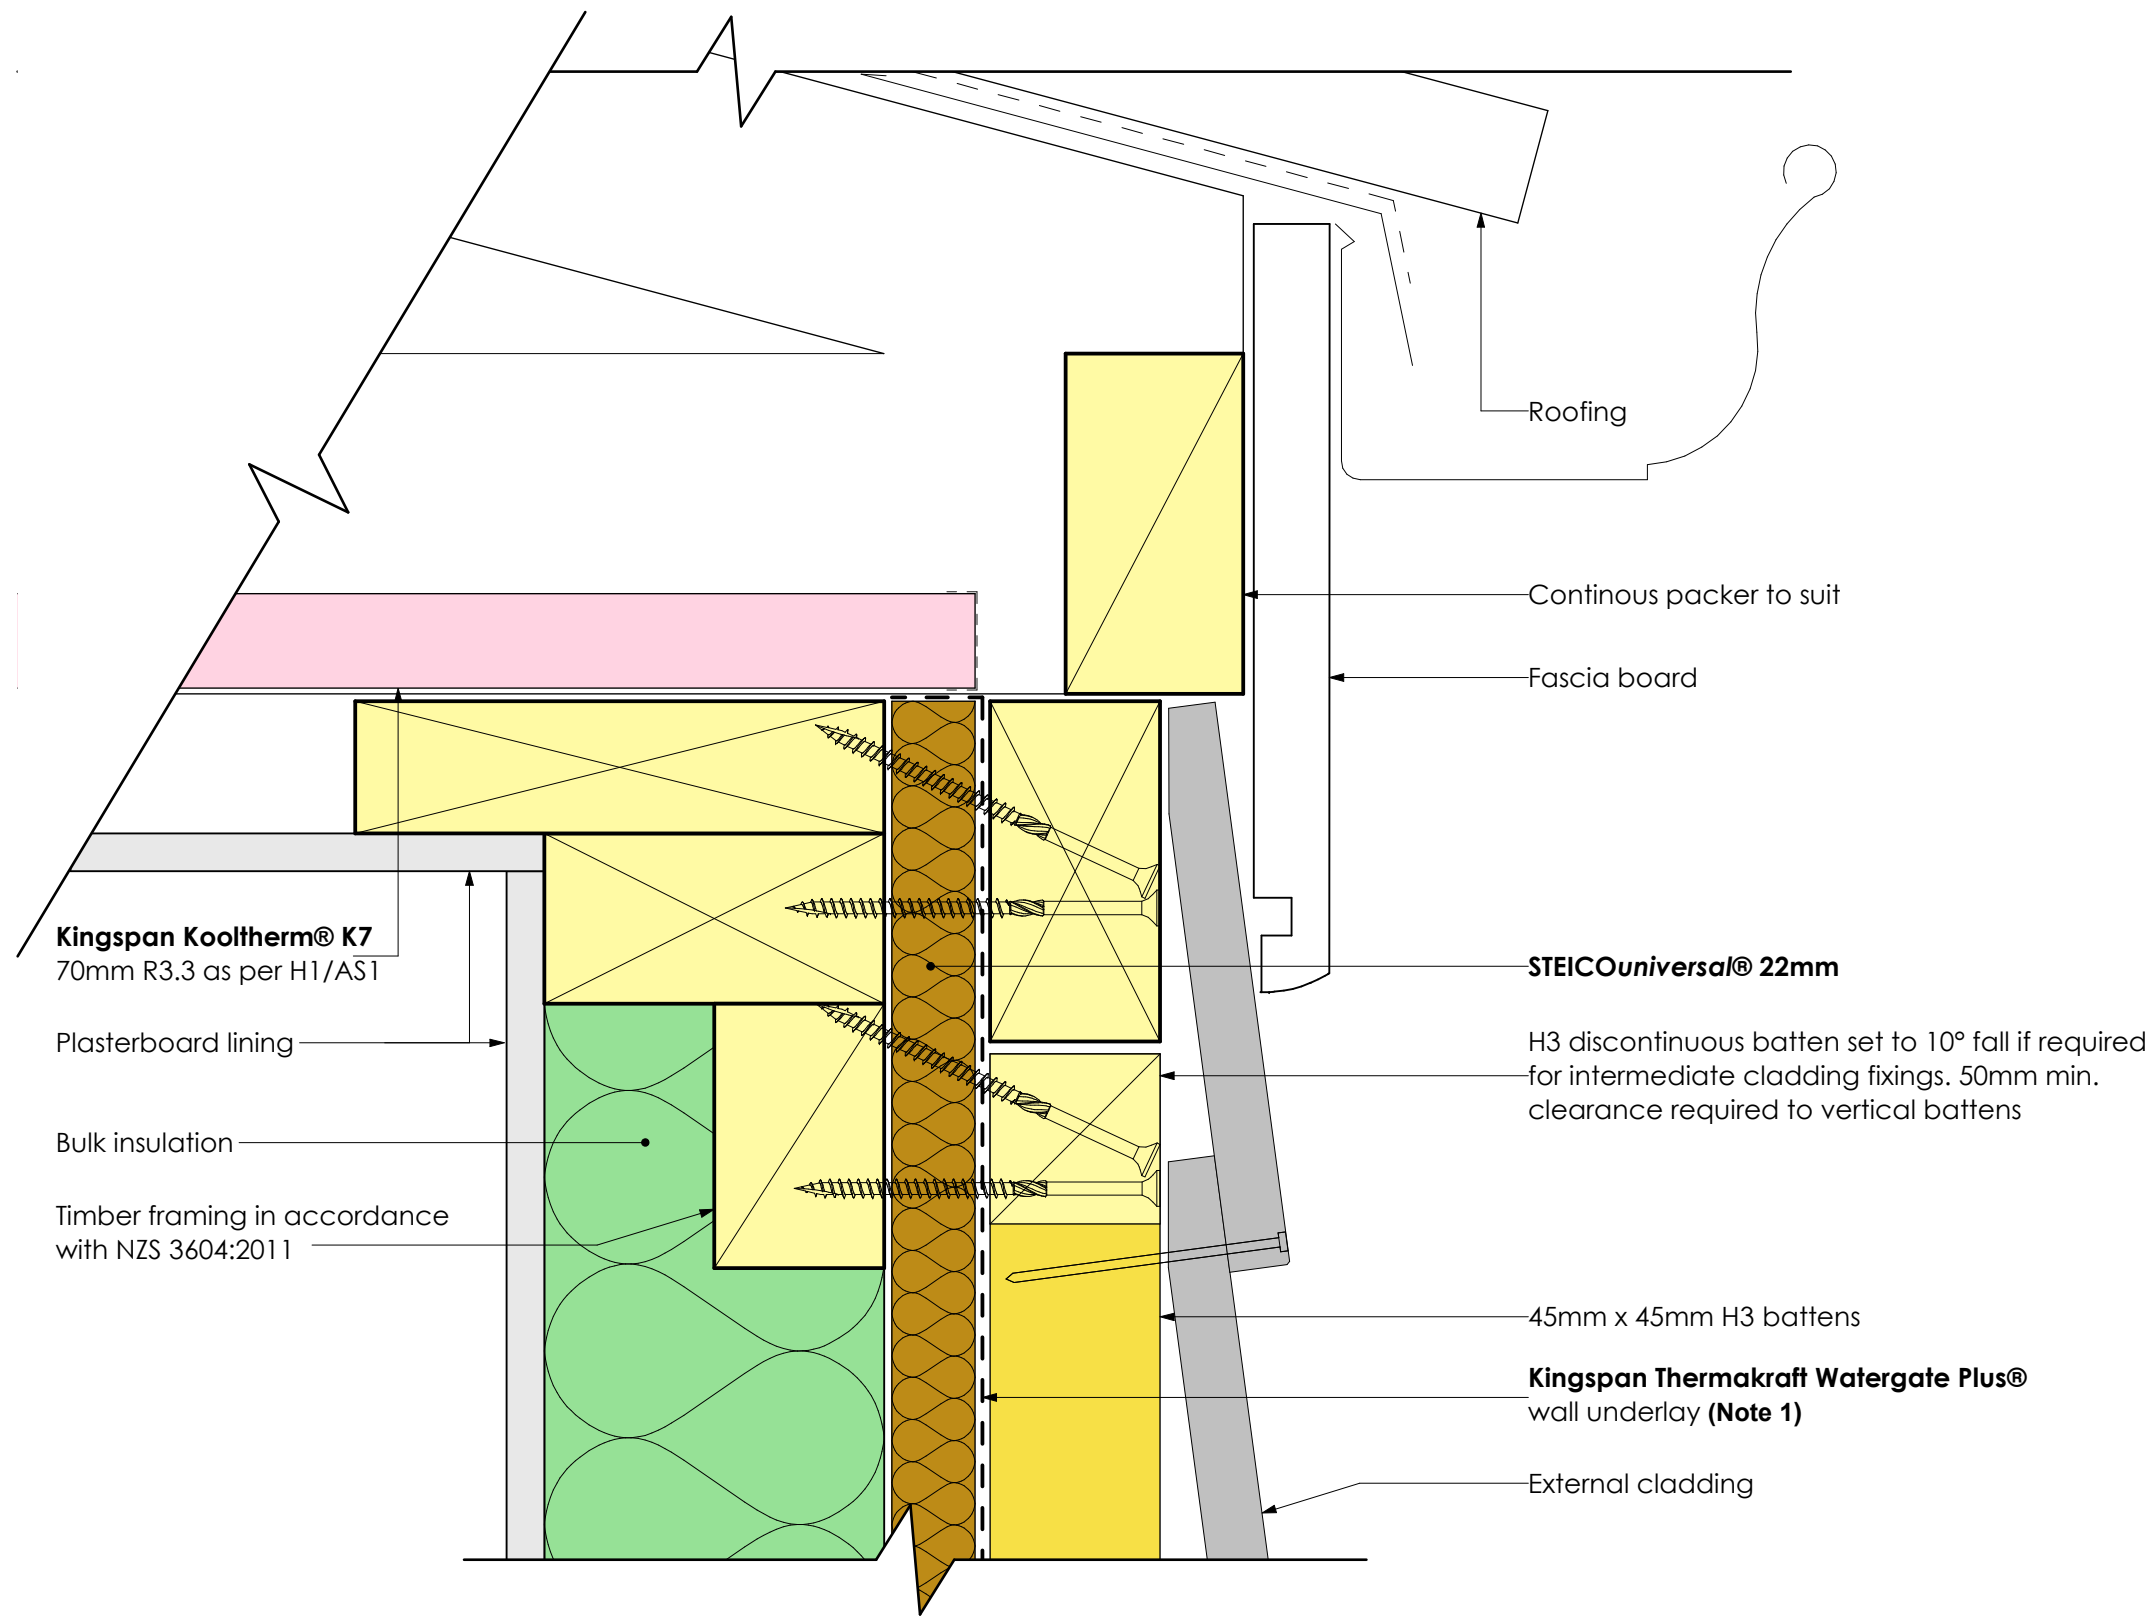 Roofing
Continous packer to suit
Fascia board
Kingspan Kooltherm® K7
70mm R3.3 as per H1/AS1
Plasterboard lining
Bulk insulation
Timber framing in accordance
with NZS 3604:2011
STEICOuniversal® 22mm
H3 discontinuous batten set to 10° fall if required
for intermediate cladding fixings. 50mm min.
clearance required to vertical battens
45mm x 45mm H3 battens
Kingspan Thermakraft Watergate Plus®
wall underlay (Note 1)
External cladding